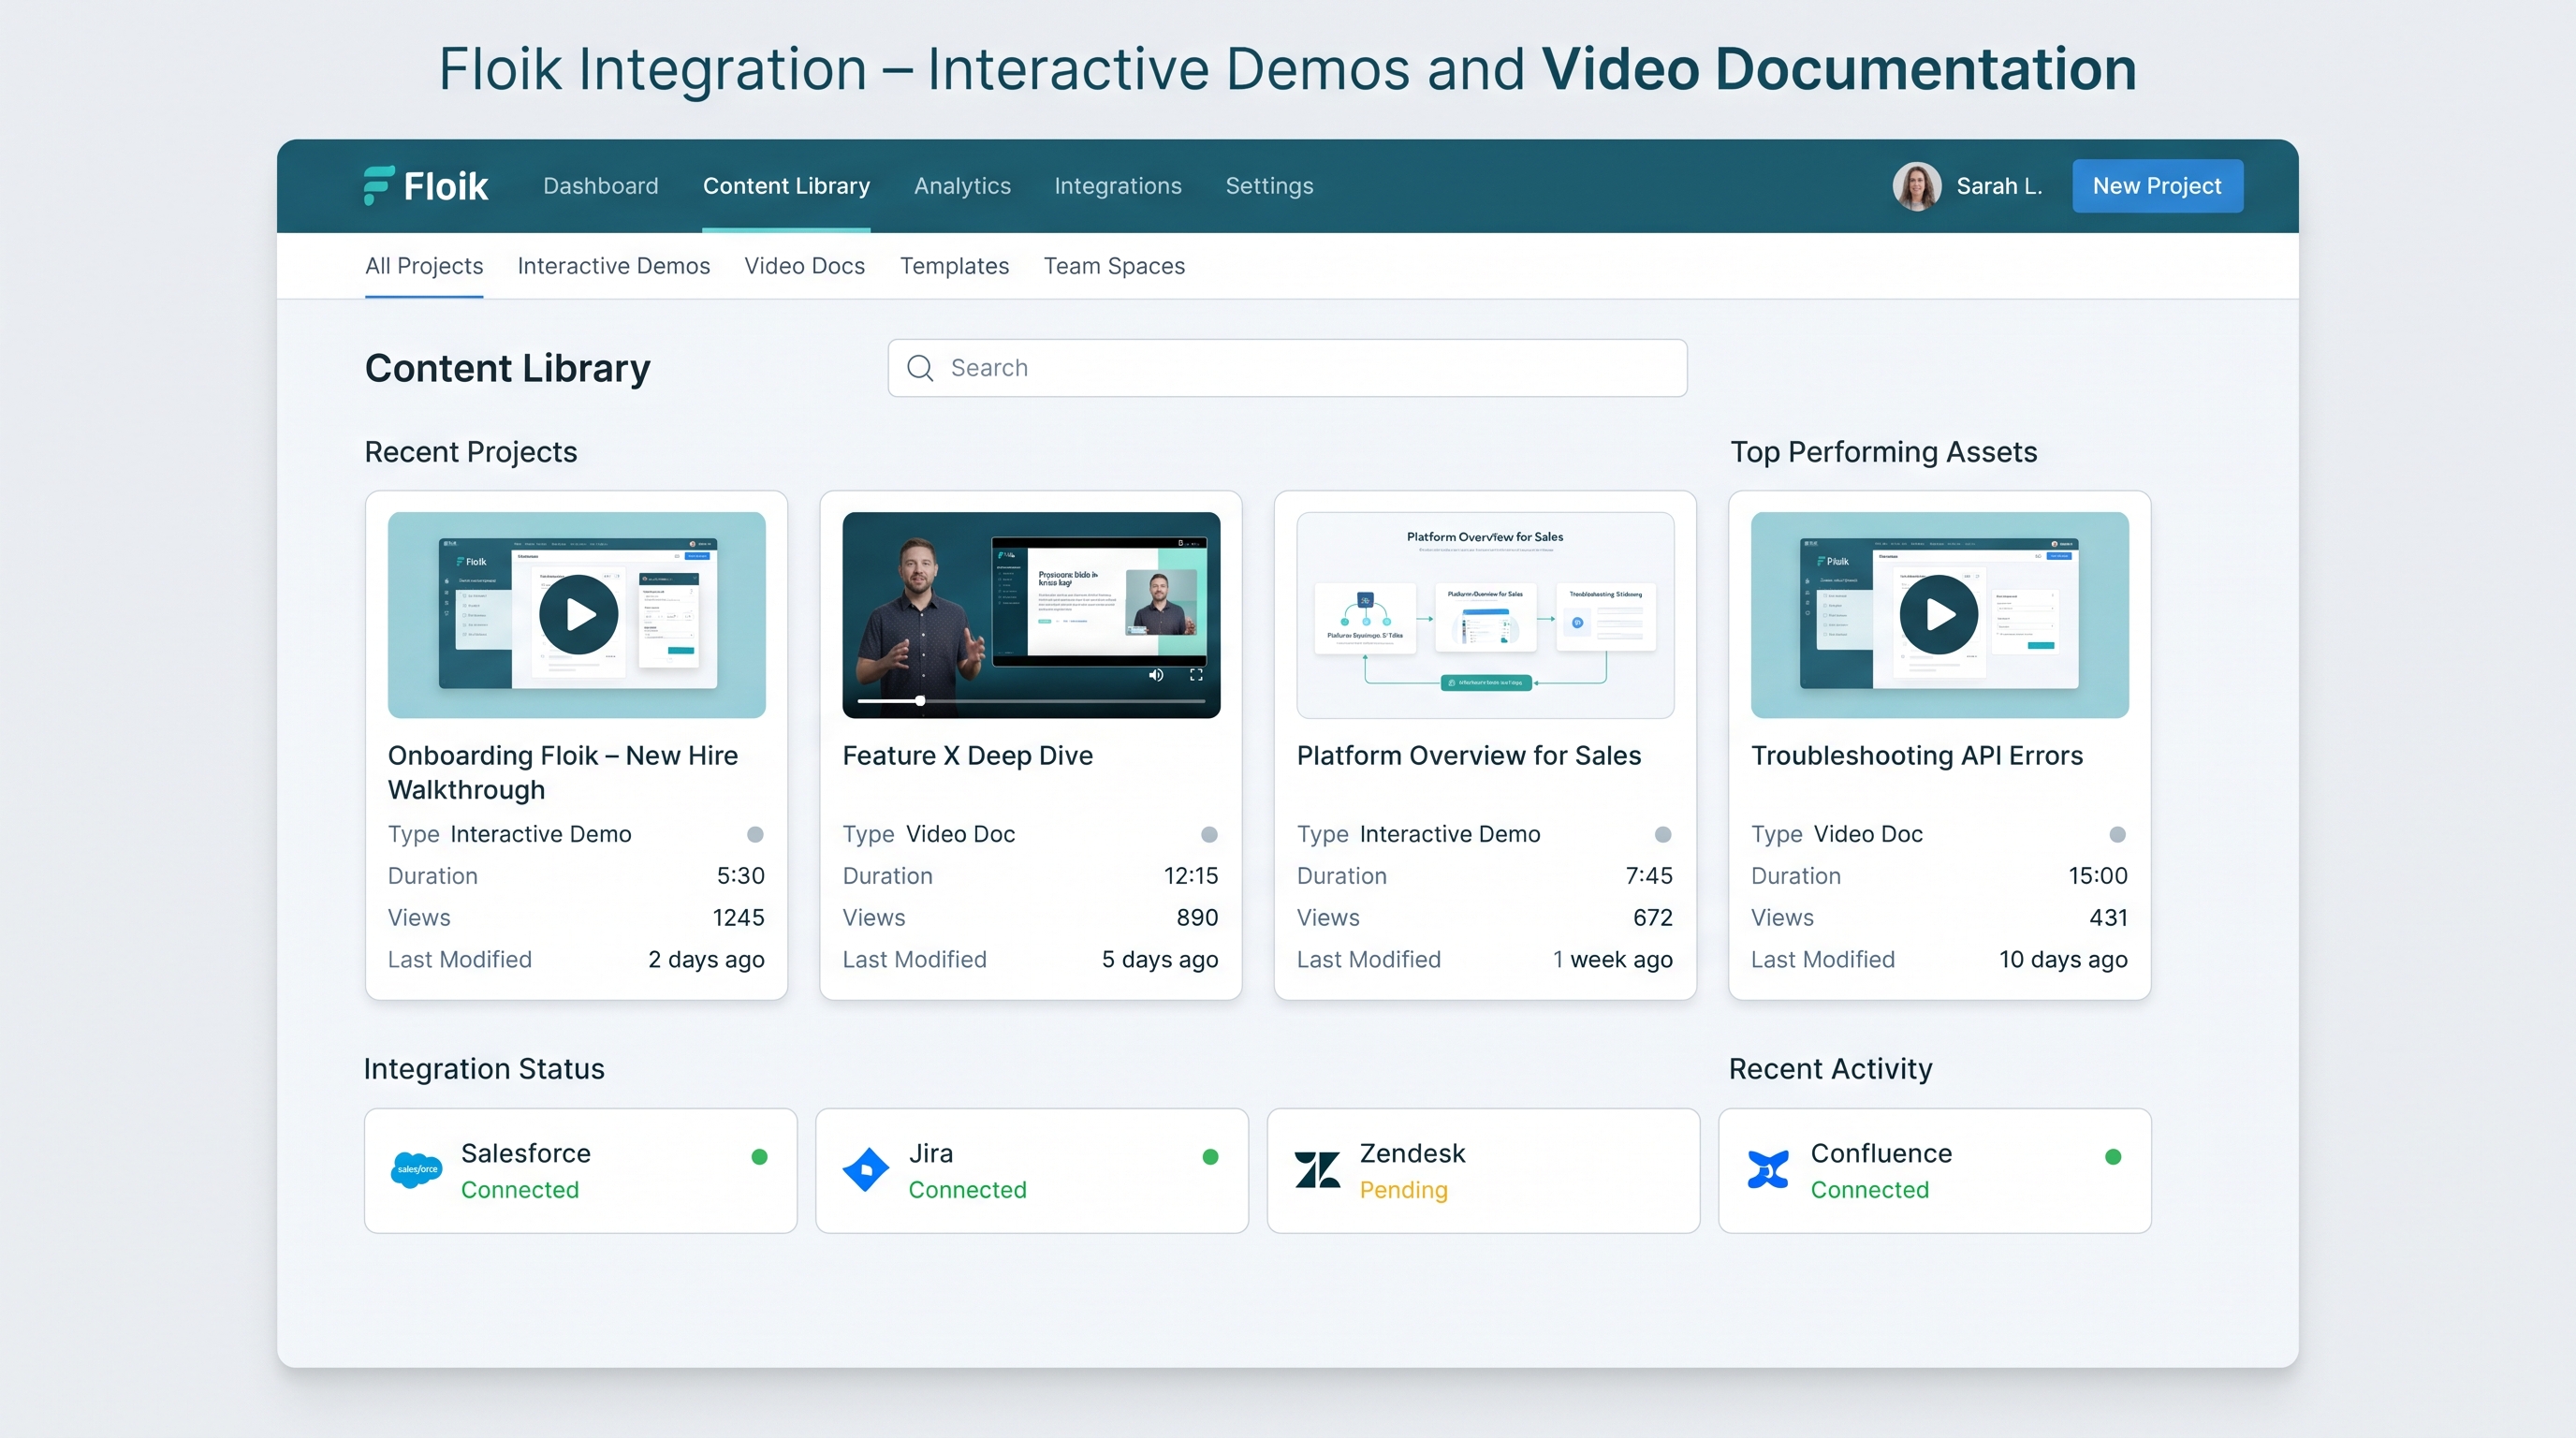 Floik Integration – Interactive Demos and Video Documentation
Floik
Dashboard
Content Library
Analytics
Integrations
Settings
Sarah L.
New Project
All Projects
Interactive Demos
Video Docs
Templates
Team Spaces
Content Library
Search
Recent Projects
Top Performing Assets
Floik
Onboarding Floik – New Hire
Walkthrough
Type Interactive Demo
Duration 5:30
Views 1245
Last Modified 2 days ago
Feature X Deep Dive
Type Video Doc
Duration 12:15
Views 890
Last Modified 5 days ago
Platform Overview for Sales
Platform Overview for Sales
Type Interactive Demo
Duration 7:45
Views 672
Last Modified 1 week ago
Troubleshooting API Errors
Type Video Doc
Duration 15:00
Views 431
Last Modified 10 days ago
Integration Status
Recent Activity
salesforce
Salesforce
Connected
Jira
Connected
Zendesk
Pending
Confluence
Connected